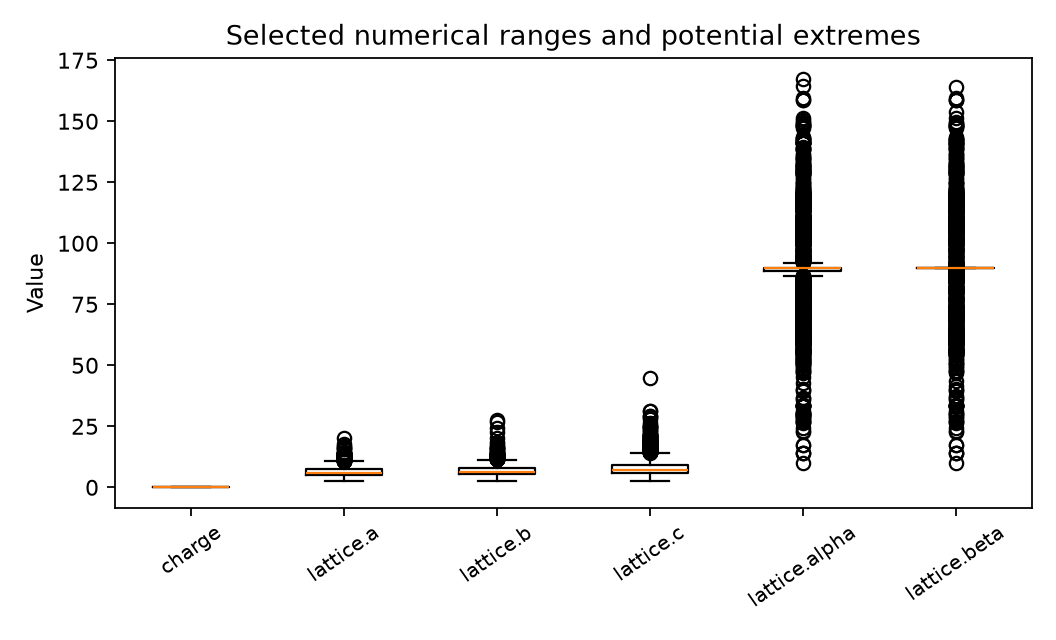 Selected numerical ranges and potential extremes
Value
175
150
125
100
75
50
25
0
charge
lattice.a
lattice.b
lattice.c
lattice.alpha
lattice.beta